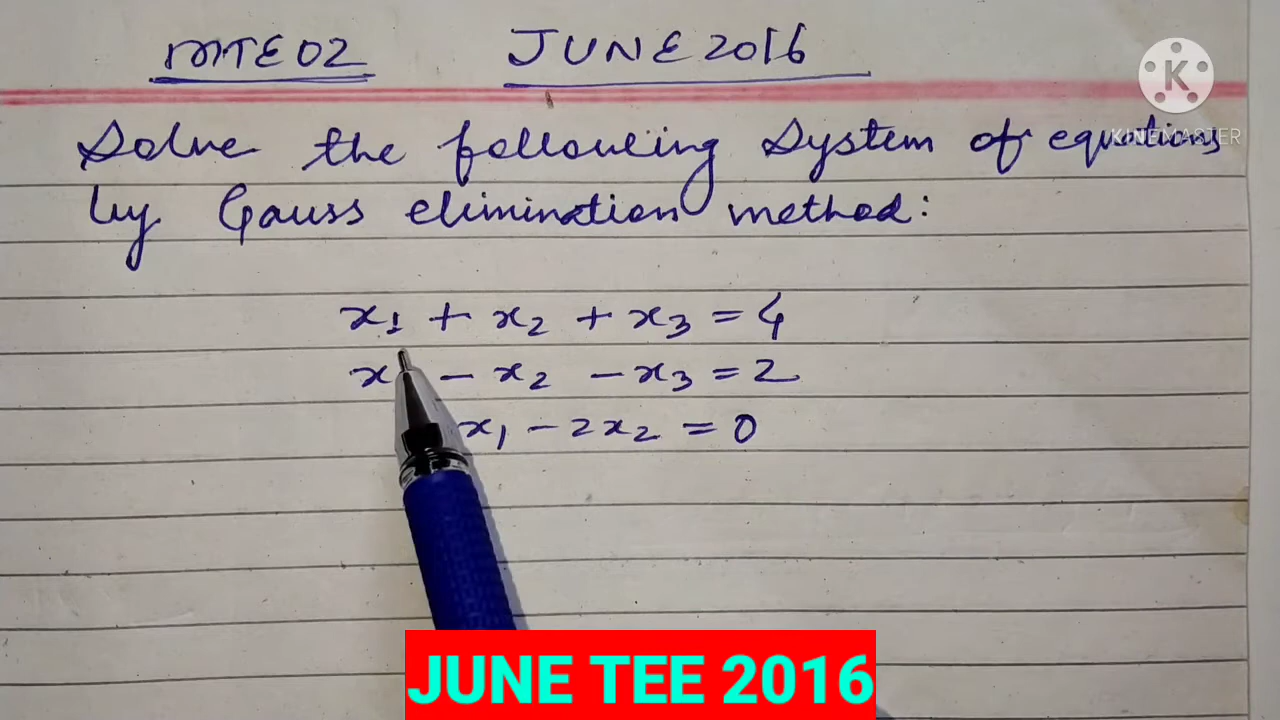 MTE02 JUNE 2016
K
KINEMASTER
Solve the following System of equations
by Gauss elimination method:
x₁ + x₂ + x₃ = 4
x - x₂ - x₃ = 2
x₁ - 2x₂ = 0
JUNE TEE 2016